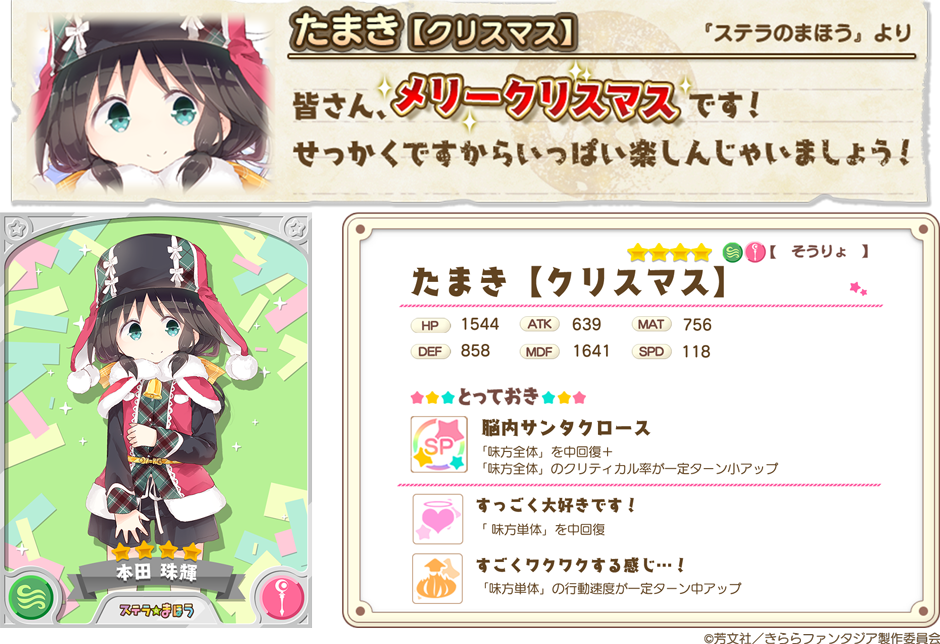 たまき【クリスマス】
『ステラのまほう』より
皆さん、メリークリスマスです！
せっかくですからいっぱい楽しんじゃいましょう！
本田 珠輝
ステラのまほう
【 そうりょ 】
たまき【クリスマス】
HP 1544 ATK 639 MAT 756
DEF 858 MDF 1641 SPD 118
とっておき
SP
脳内サンタクロース
「味方全体」を中回復＋
「味方全体」のクリティカル率が一定ターン小アップ
すっごく大好きです！
「味方単体」を中回復
すごくワクワクする感じ…！
「味方単体」の行動速度が一定ターン中アップ
©芳文社／きららファンタジア製作委員会